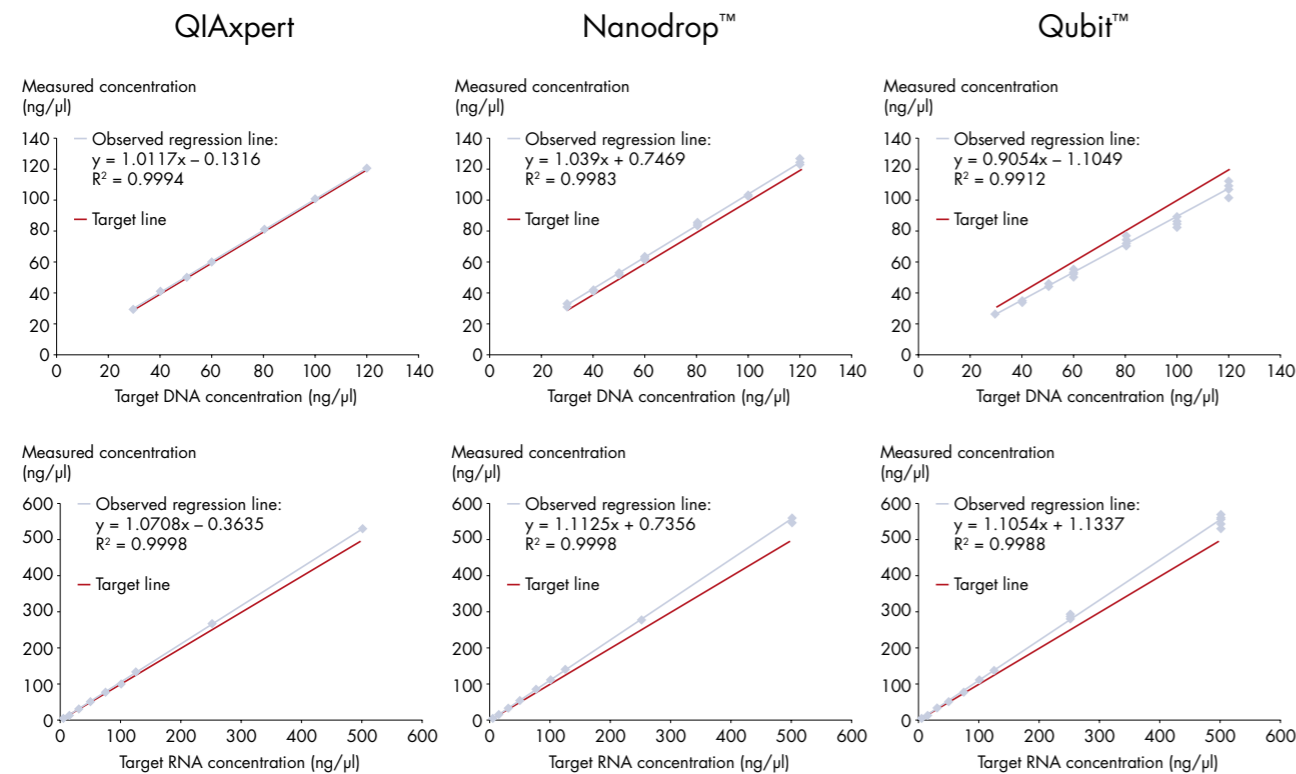 QIAxpert
Nanodrop™
Qubit™
Measured concentration
(ng/µl)
140
120
100
80
60
40
20
0
Observed regression line:
y = 1.0117x – 0.1316
R² = 0.9994
Target line
0 20 40 60 80 100 120 140
Target DNA concentration (ng/µl)
Measured concentration
(ng/µl)
140
120
100
80
60
40
20
0
Observed regression line:
y = 1.039x + 0.7469
R² = 0.9983
Target line
0 20 40 60 80 100 120 140
Target DNA concentration (ng/µl)
Measured concentration
(ng/µl)
140
120
100
80
60
40
20
0
Observed regression line:
y = 0.9054x – 1.1049
R² = 0.9912
Target line
0 20 40 60 80 100 120 140
Target DNA concentration (ng/µl)
Measured concentration
(ng/µl)
600
500
400
300
200
100
0
Observed regression line:
y = 1.0708x – 0.3635
R² = 0.9998
Target line
0 100 200 300 400 500 600
Target RNA concentration (ng/µl)
Measured concentration
(ng/µl)
600
500
400
300
200
100
0
Observed regression line:
y = 1.1125x + 0.7356
R² = 0.9998
Target line
0 100 200 300 400 500 600
Target RNA concentration (ng/µl)
Measured concentration
(ng/µl)
600
500
400
300
200
100
0
Observed regression line:
y = 1.1054x + 1.1337
R² = 0.9988
Target line
0 100 200 300 400 500 600
Target RNA concentration (ng/µl)